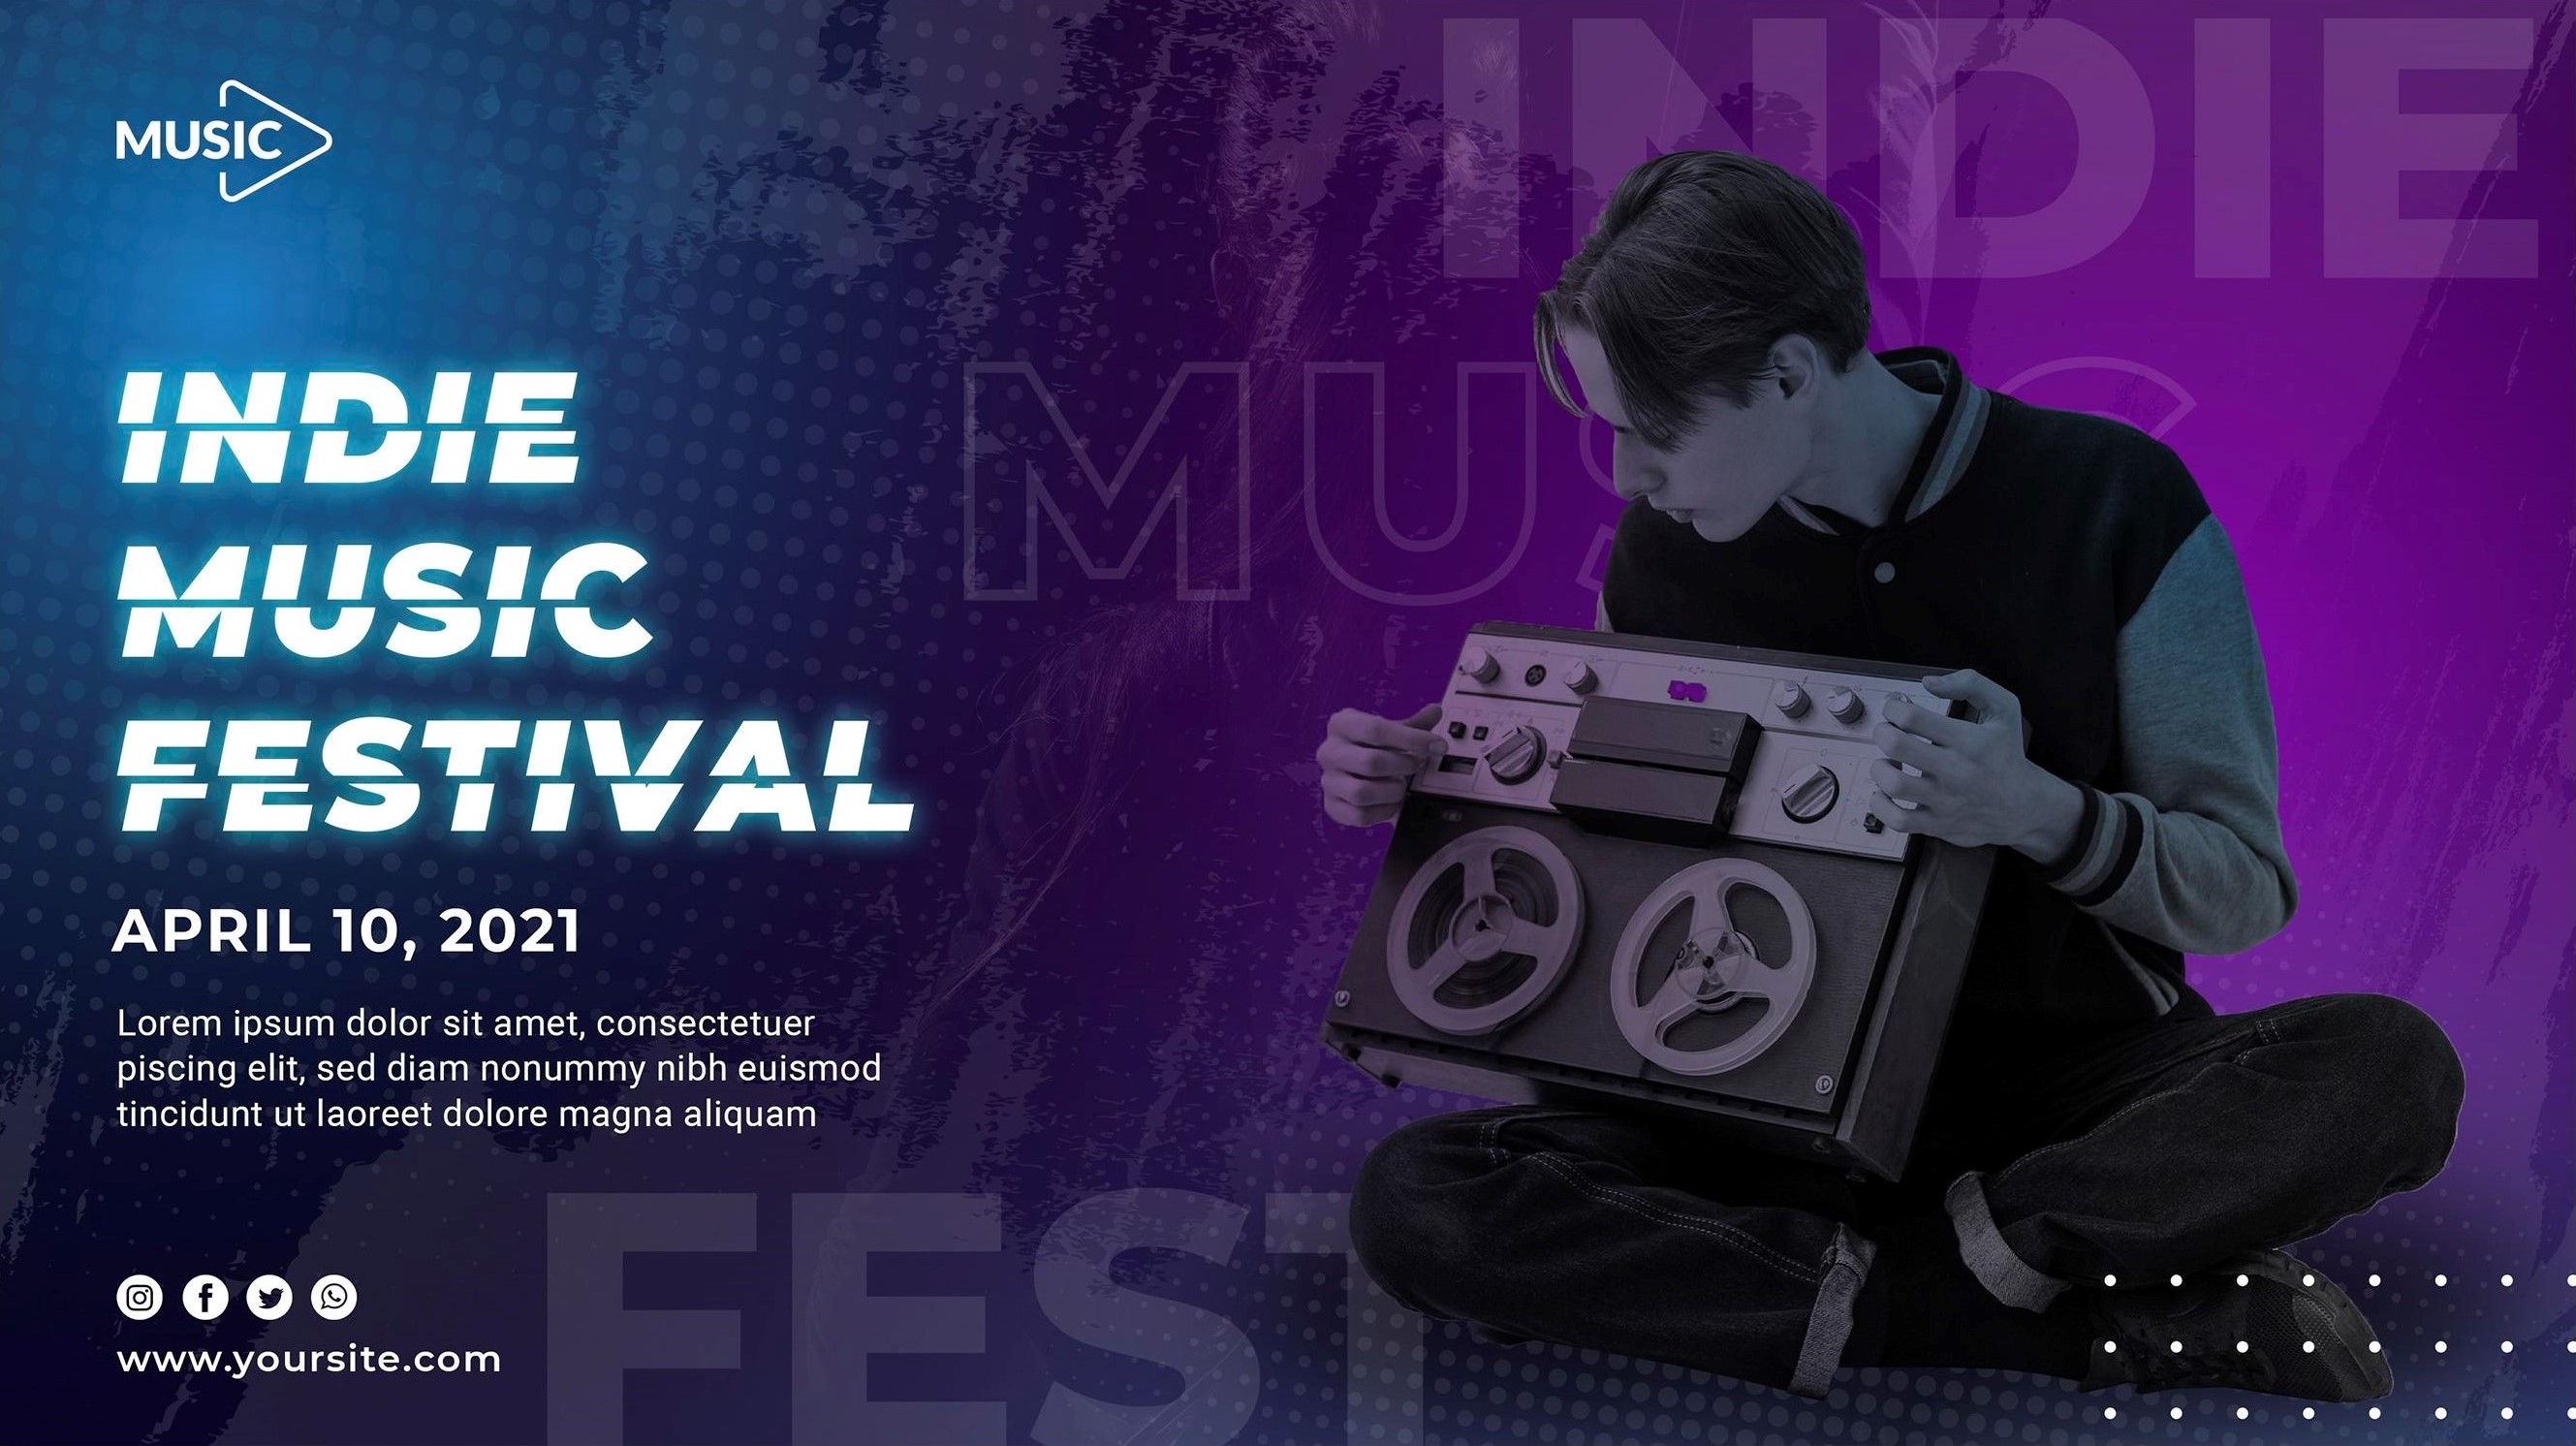 MUSIC
INDIE
MUSIC
FESTIVAL
APRIL 10, 2021
Lorem ipsum dolor sit amet, consectetuer
piscing elit, sed diam nonummy nibh euismod
tincidunt ut laoreet dolore magna aliquam
www.yoursite.com
INDIE
MUSIC
FEST